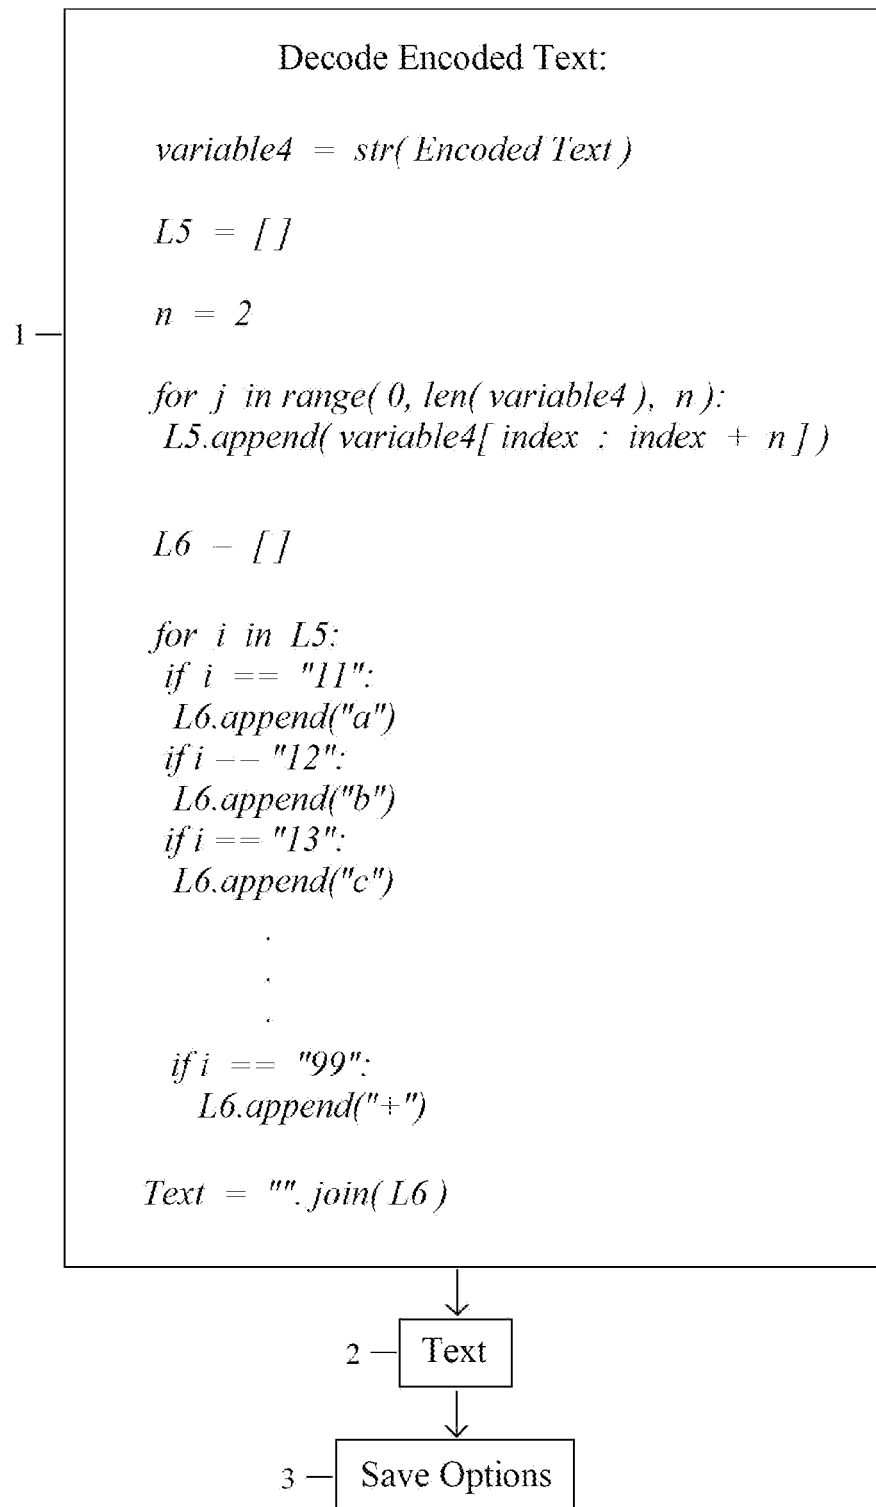 Decode Encoded Text:
variable4 = str( Encoded Text )
L5 = [ ]
n = 2
1
for j in range( 0, len( variable4 ), n ):
L5.append( variable4[ index : index + n ] )
L6 = [ ]
for i in L5:
if i == "11":
L6.append("a")
if i == "12":
L6.append("b")
if i == "13":
L6.append("c")
.
.
.
if i == "99":
L6.append("+")
Text = "". join( L6 )
2 Text
3 Save Options